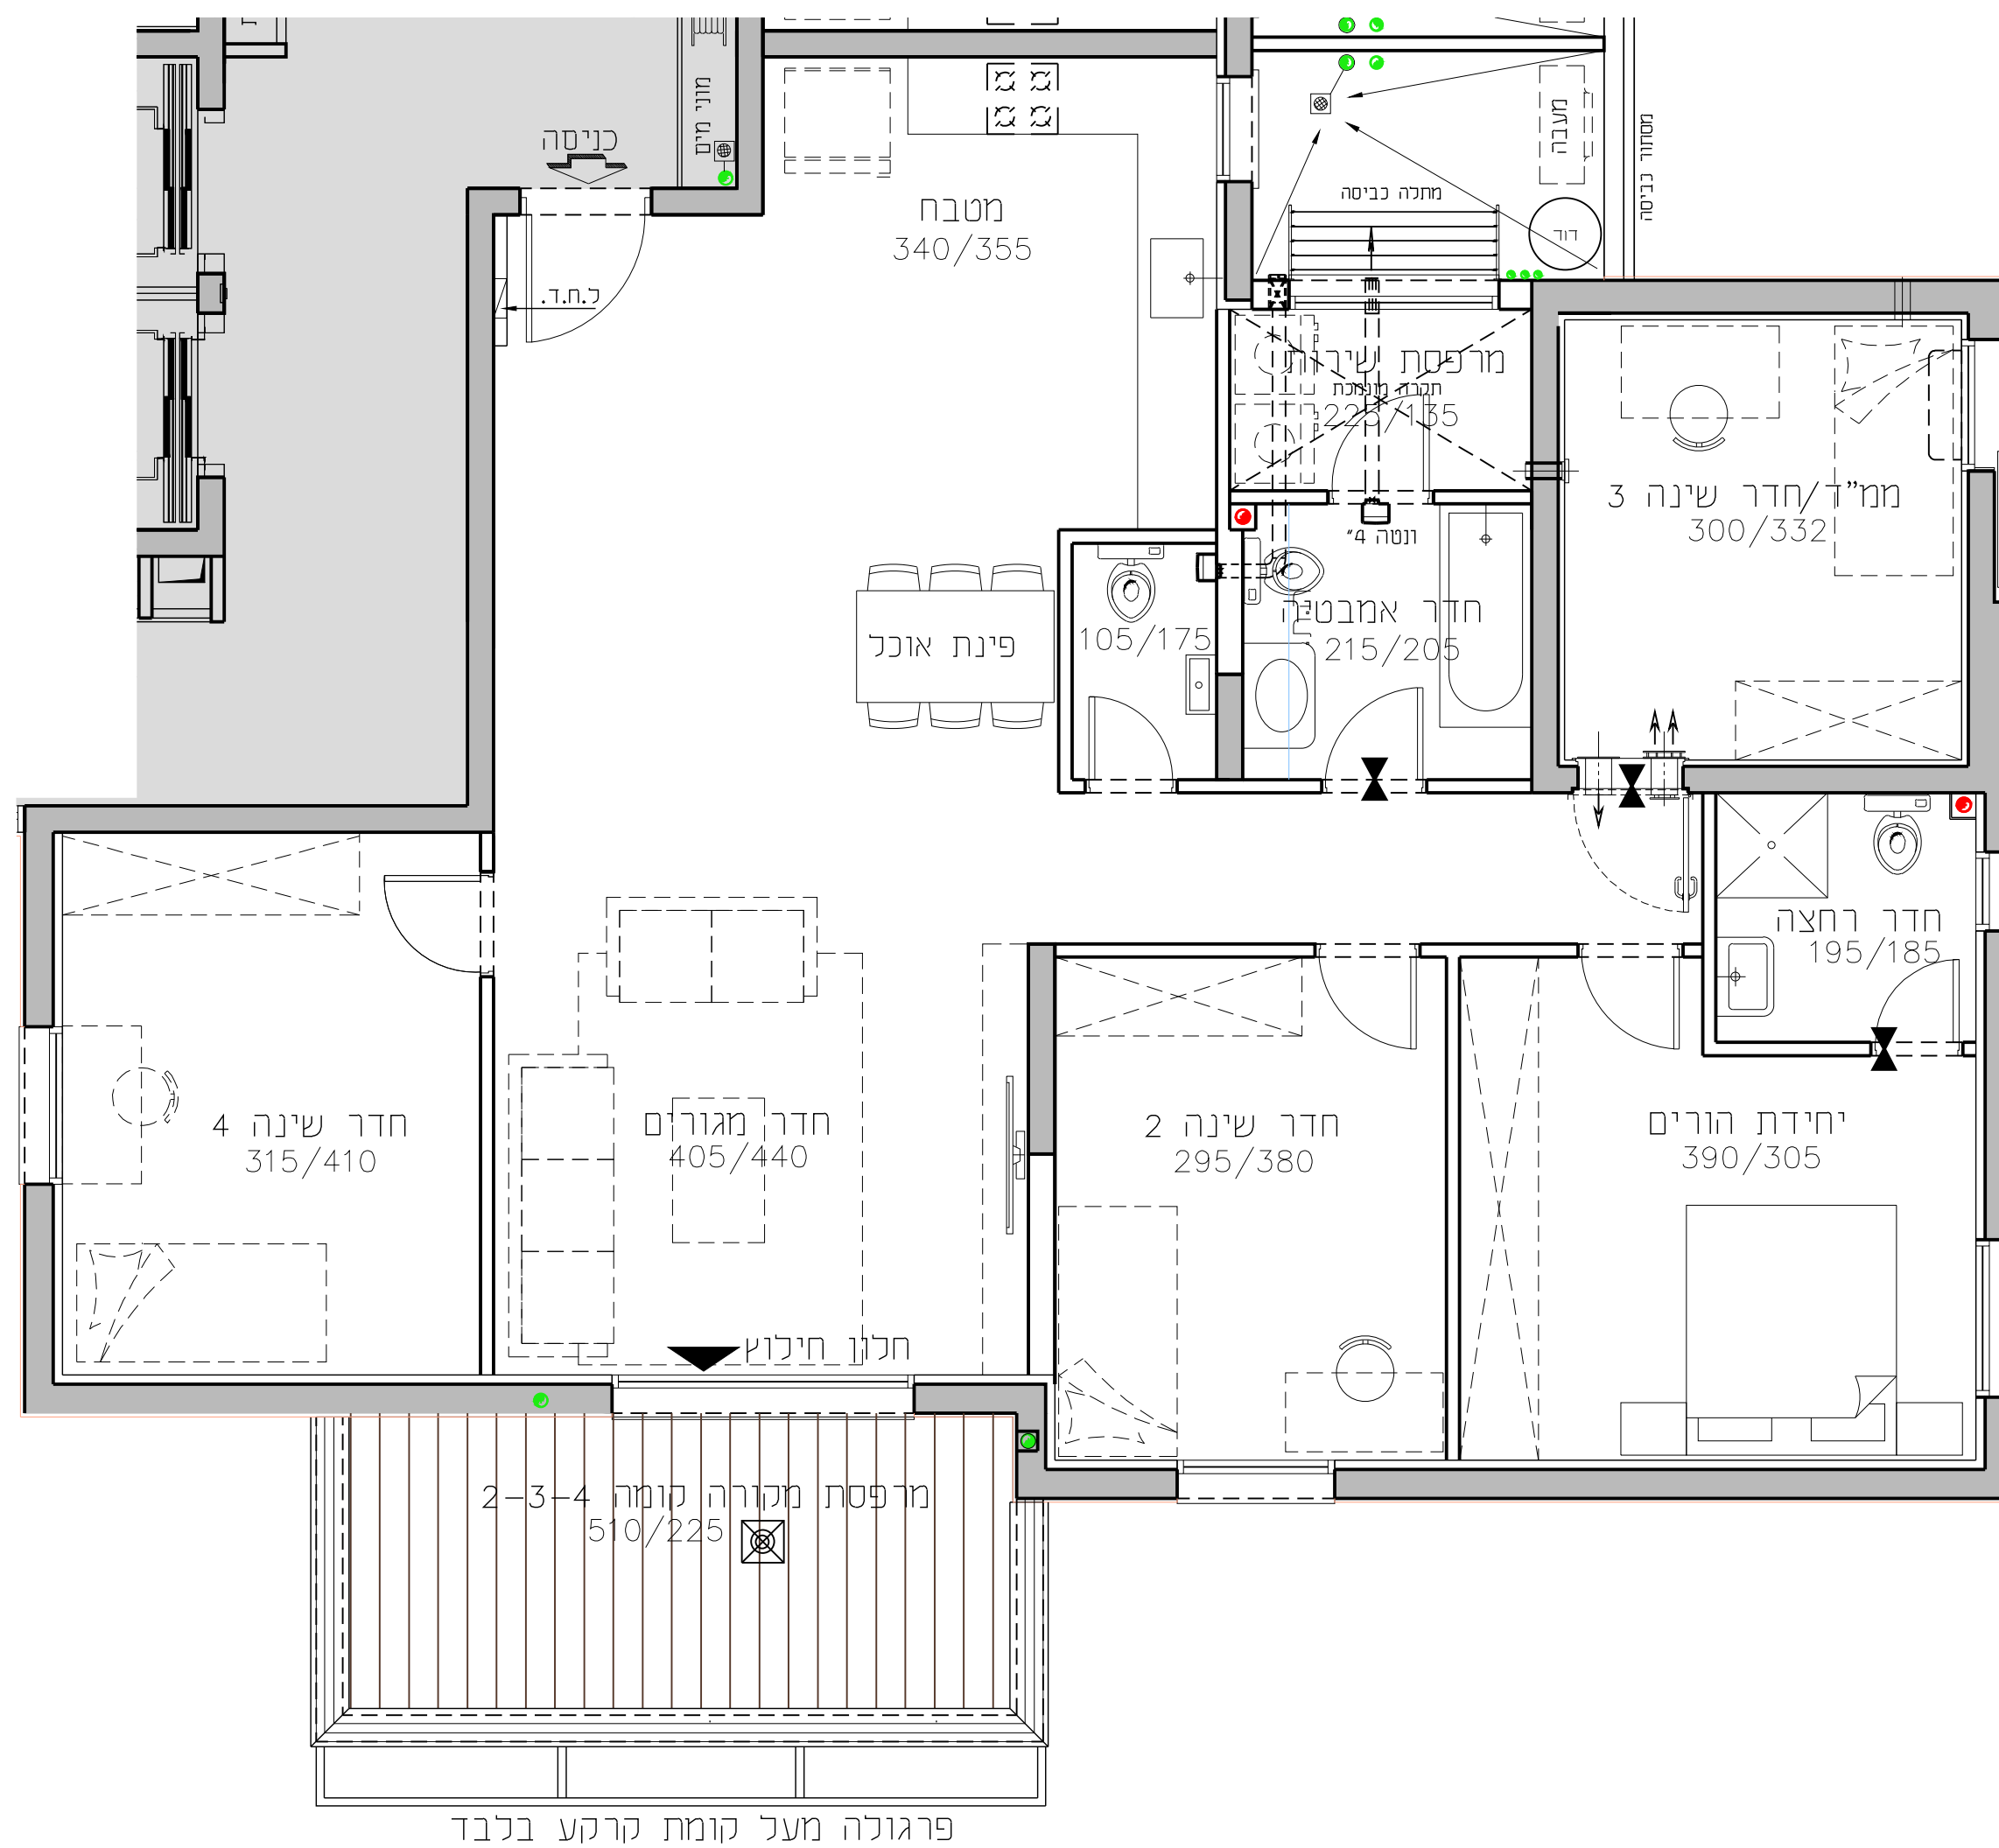 מוני מים
כניסה
מעבה
מסתור כביסה
מתלה כביסה
דוד
מטבח
340/355
ל.ח.ד.
מרפסת שירות
תקרה מונמכת
225/135
ממ"ד/חדר שינה 3
300/332
ונטה 4"
חדר אמבטיה
215/205
105/175
פינת אוכל
חדר רחצה
195/185
חדר שינה 4
315/410
חדר מגורים
405/440
חדר שינה 2
295/380
יחידת הורים
390/305
חלון חילוץ
מרפסת מקורה קומה 2-3-4
510/225
פרגולה מעל קומת קרקע בלבד